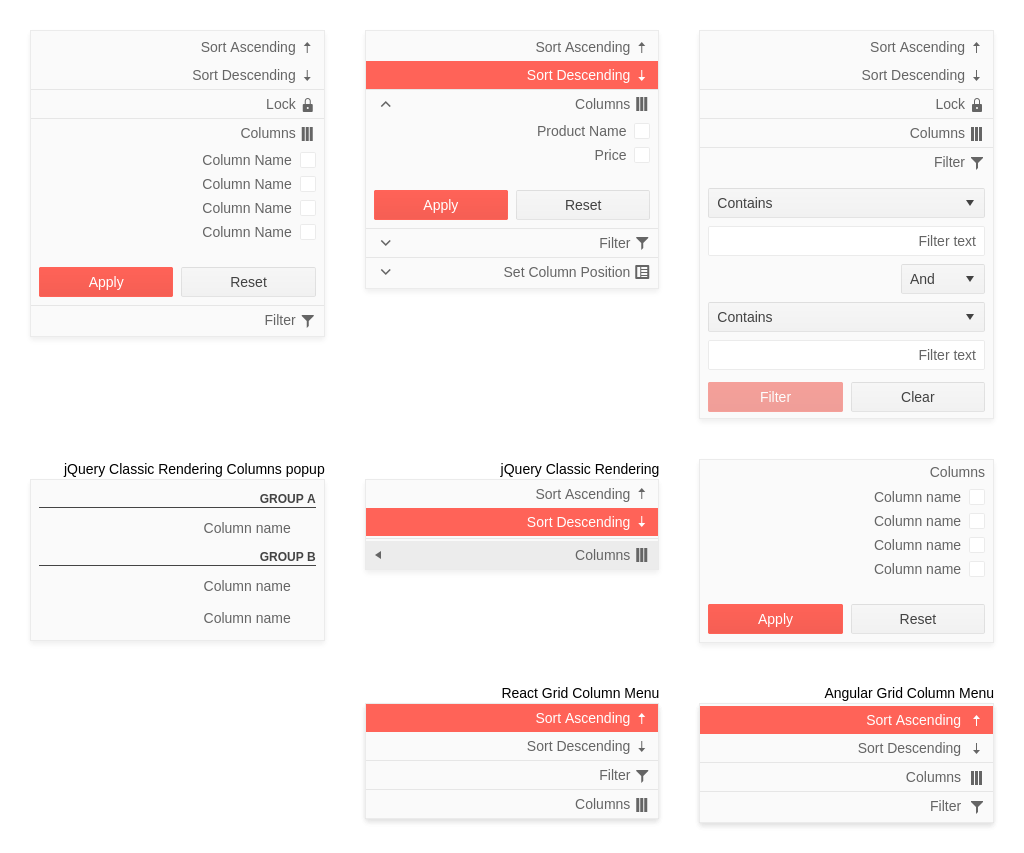 Sort Ascending
Sort Descending
Lock
Columns
Column Name
Column Name
Column Name
Column Name
Apply
Reset
Filter
Sort Ascending
Sort Descending
Columns
Product Name
Price
Apply
Reset
Filter
Set Column Position
Sort Ascending
Sort Descending
Lock
Columns
Filter
Contains
Filter text
And
Contains
Filter text
Filter
Clear
jQuery Classic Rendering Columns popup
GROUP A
Column name
GROUP B
Column name
Column name
jQuery Classic Rendering
Sort Ascending
Sort Descending
Columns
Columns
Column name
Column name
Column name
Column name
Apply
Reset
React Grid Column Menu
Sort Ascending
Sort Descending
Filter
Columns
Angular Grid Column Menu
Sort Ascending
Sort Descending
Columns
Filter